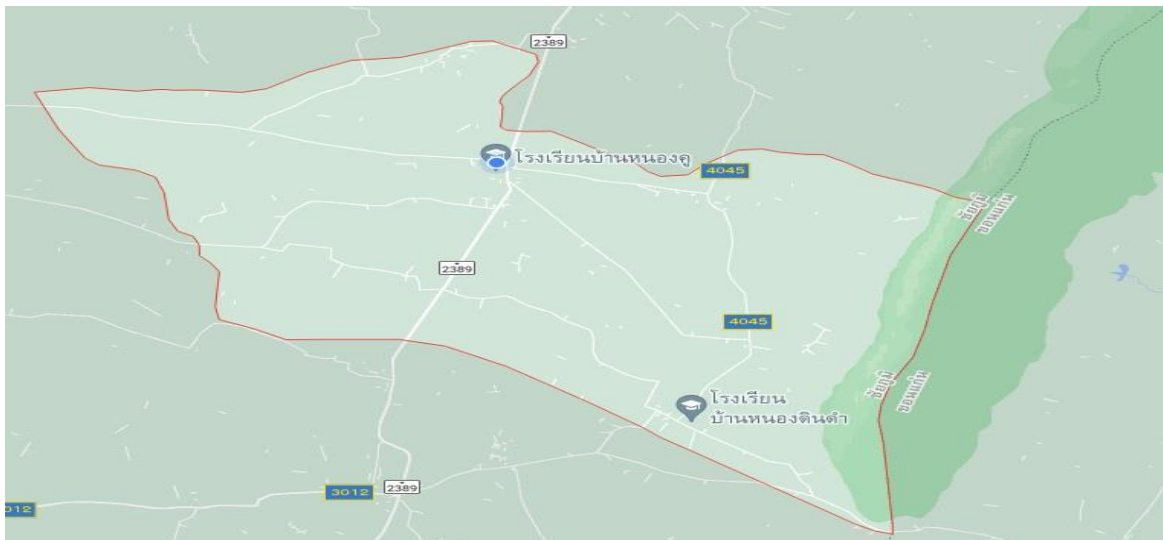 2389
โรงเรียนบ้านหนองคู
4045
ชัยภูมิ
ขอนแก่น
2389
4045
ชัยภูมิ
ขอนแก่น
โรงเรียน
บ้านหนองดินดำ
3012
2389
012